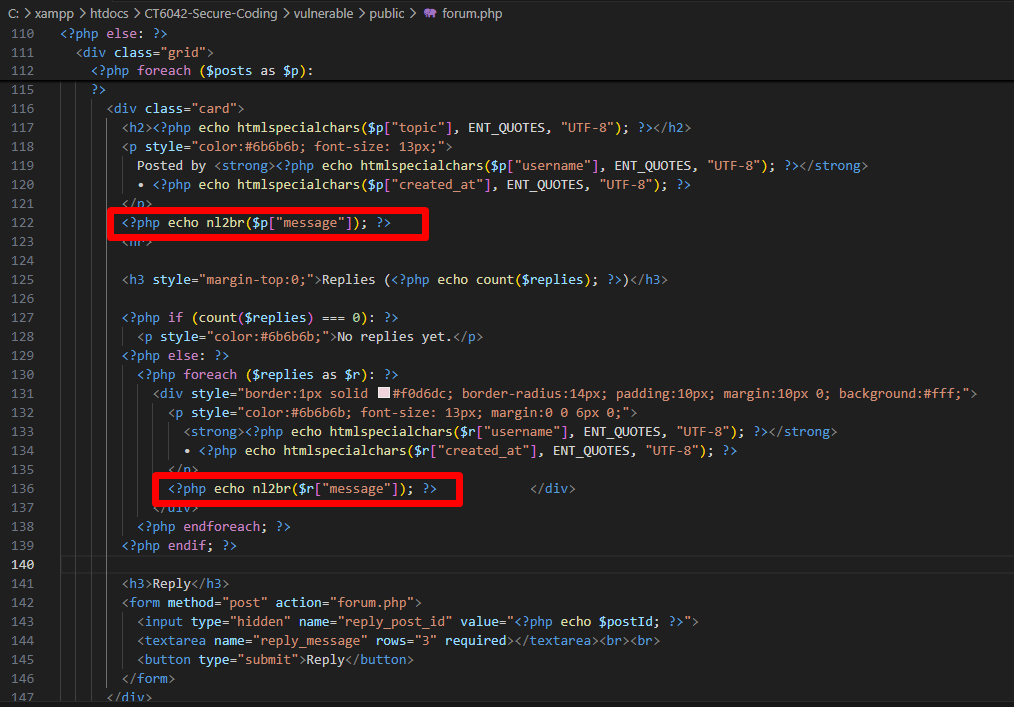 C: > xampp > htdocs > CT6042-Secure-Coding > vulnerable > public > forum.php
110 <?php else: ?>
111 <div class="grid">
112 <?php foreach ($posts as $p):
115 ?>
116 <div class="card">
117 <h2><?php echo htmlspecialchars($p["topic"], ENT_QUOTES, "UTF-8"); ?></h2>
118 <p style="color:#6b6b6b; font-size: 13px;">
119 Posted by <strong><?php echo htmlspecialchars($p["username"], ENT_QUOTES, "UTF-8"); ?></strong>
120 • <?php echo htmlspecialchars($p["created_at"], ENT_QUOTES, "UTF-8"); ?>
121 </p>
122 <?php echo nl2br($p["message"]); ?>
123 <hr>
124
125 <h3 style="margin-top:0;">Replies (<?php echo count($replies); ?>)</h3>
126
127 <?php if (count($replies) === 0): ?>
128 <p style="color:#6b6b6b;">No replies yet.</p>
129 <?php else: ?>
130 <?php foreach ($replies as $r): ?>
131 <div style="border:1px solid #f0d6dc; border-radius:14px; padding:10px; margin:10px 0; background:#fff;">
132 <p style="color:#6b6b6b; font-size: 13px; margin:0 0 6px 0;">
133 <strong><?php echo htmlspecialchars($r["username"], ENT_QUOTES, "UTF-8"); ?></strong>
134 • <?php echo htmlspecialchars($r["created_at"], ENT_QUOTES, "UTF-8"); ?>
135 </p>
136 <?php echo nl2br($r["message"]); ?> </div>
137 </div>
138 <?php endforeach; ?>
139 <?php endif; ?>
140
141 <h3>Reply</h3>
142 <form method="post" action="forum.php">
143 <input type="hidden" name="reply_post_id" value="<?php echo $postId; ?>">
144 <textarea name="reply_message" rows="3" required></textarea><br><br>
145 <button type="submit">Reply</button>
146 </form>
147 </div>